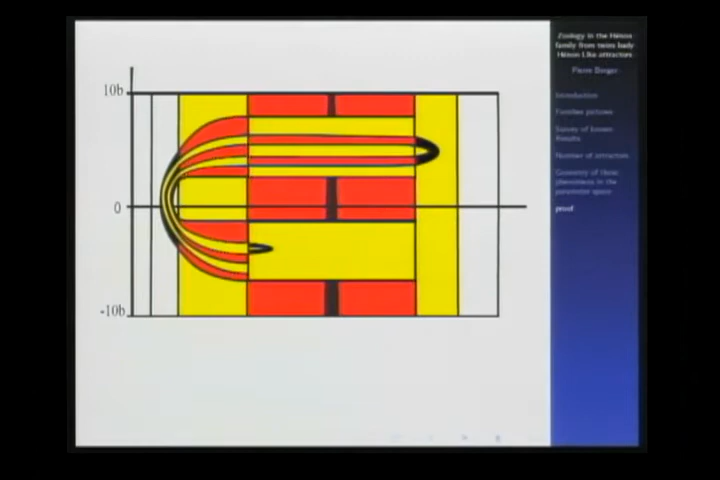 10b
0
-10b
Zoology in the Hénon
family from twins baby
Hénon Like attractors
Pierre Berger
Introduction
Families pictures
Survey of known
Results
Number of attractors
Geometry of these
phenomena in the
parameter space
proof